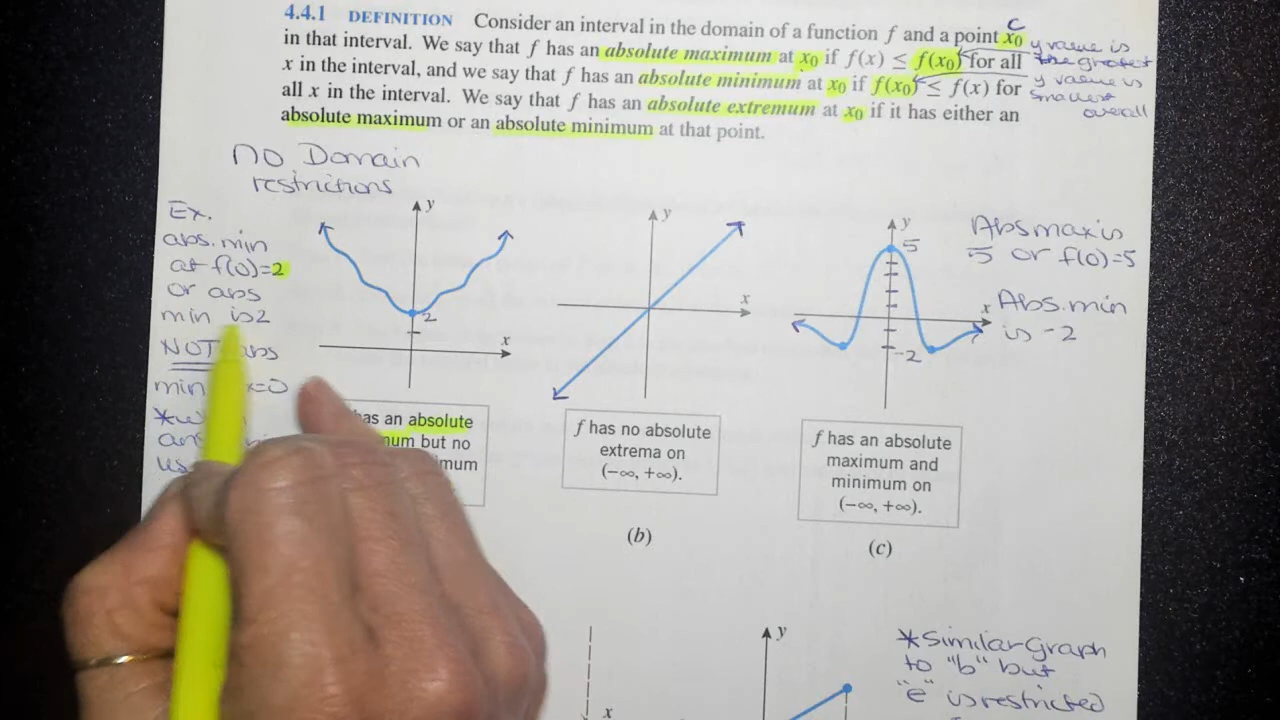 4.4.1 DEFINITION Consider an interval in the domain of a function f and a point x₀
c
in that interval. We say that f has an absolute maximum at x₀ if f(x) ≤ f(x₀) for all
x in the interval, and we say that f has an absolute minimum at x₀ if f(x₀) ≤ f(x) for
all x in the interval. We say that f has an absolute extremum at x₀ if it has either an
absolute maximum or an absolute minimum at that point.
y value is
the greatest
y value is
smallest
overall
no Domain
restrictions
Ex.
abs. min
at f(0)=2
or abs
min is 2
NOT abs
min x=0
y
2
x
has an absolute
but no
y
x
f has no absolute
extrema on
(−∞, +∞).
(b)
y
5
x
-2
f has an absolute
maximum and
minimum on
(−∞, +∞).
(c)
Abs max is
5 or f(0)=5
Abs. min
is -2
x
y
*Similar Graph
to "b" but
"e" is restricted